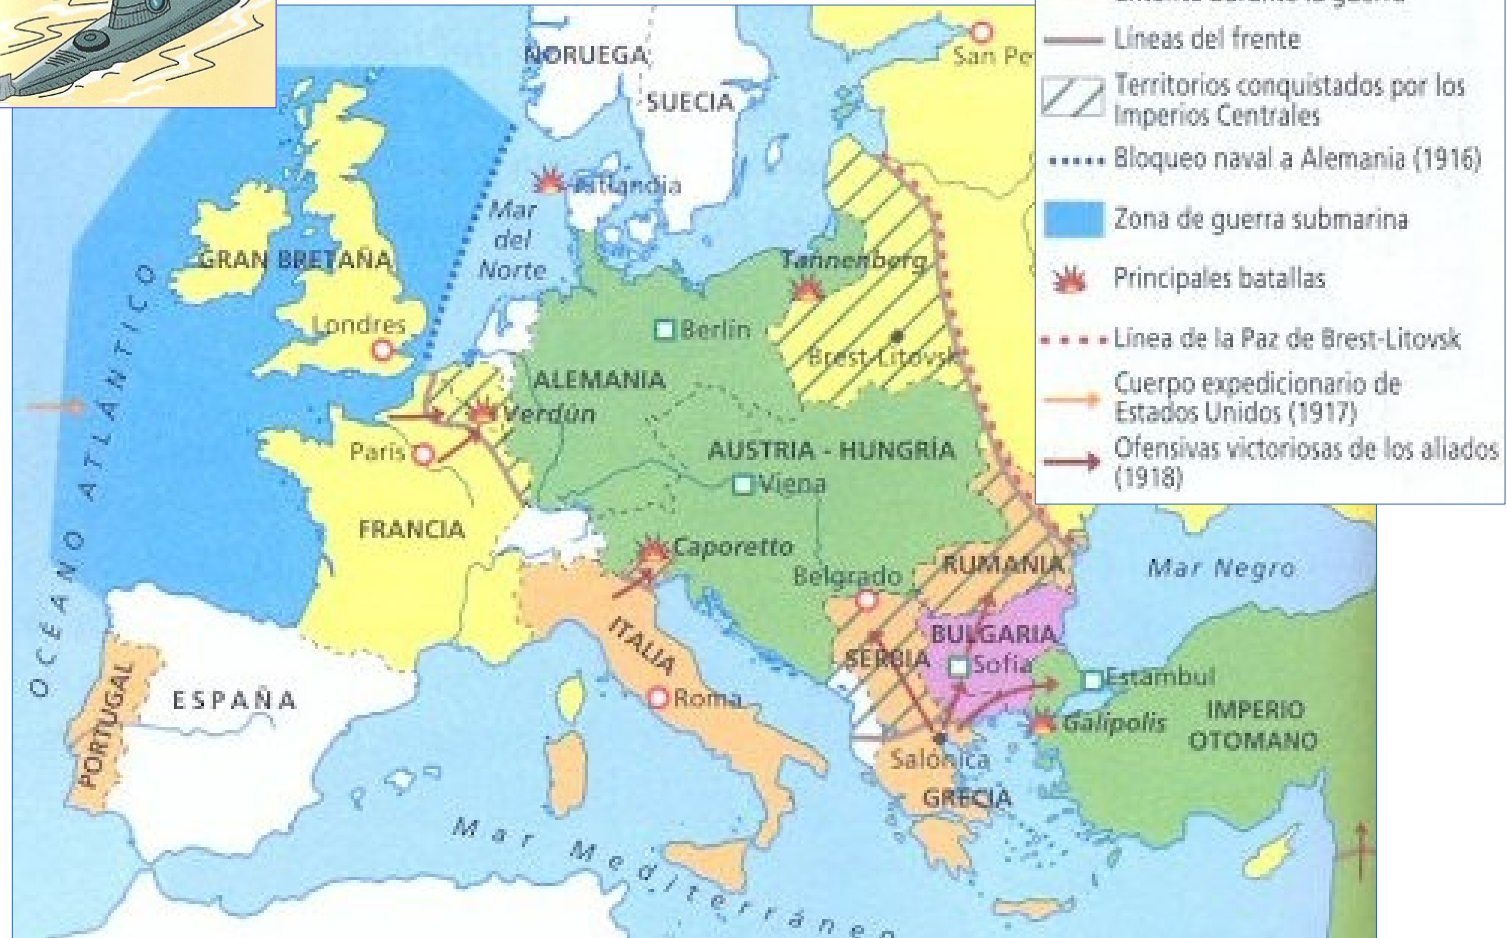 Líneas del frente
Territorios conquistados por los
Imperios Centrales
Bloqueo naval a Alemania (1916)
Zona de guerra submarina
Principales batallas
Línea de la Paz de Brest-Litovsk
Cuerpo expedicionario de
Estados Unidos (1917)
Ofensivas victoriosas de los aliados
(1918)
NORUEGA
SUECIA
San Pe
Jutlandia
Mar
del
Norte
GRAN BRETAÑA
Londres
OCÉANO ATLÁNTICO
Tannenberg
Berlín
Brest-Litovsk
ALEMANIA
Verdún
París
AUSTRIA - HUNGRÍA
Viena
FRANCIA
Caporetto
Belgrado
RUMANIA
Mar Negro
ITALIA
BULGARIA
SERBIA
Sofía
Estambul
PORTUGAL
ESPAÑA
Roma
Galípolis
IMPERIO
OTOMANO
Salónica
GRECIA
Mar Mediterráneo